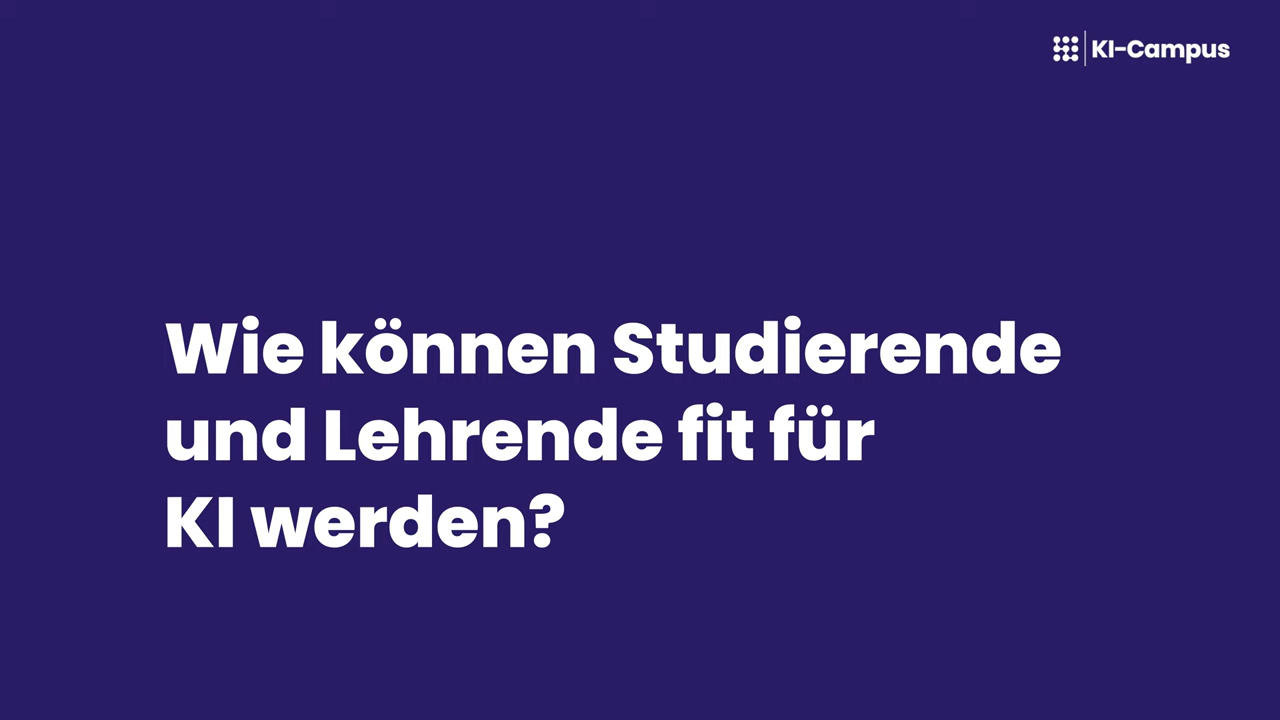 KI-Campus
Wie können Studierende
und Lehrende fit für
KI werden?